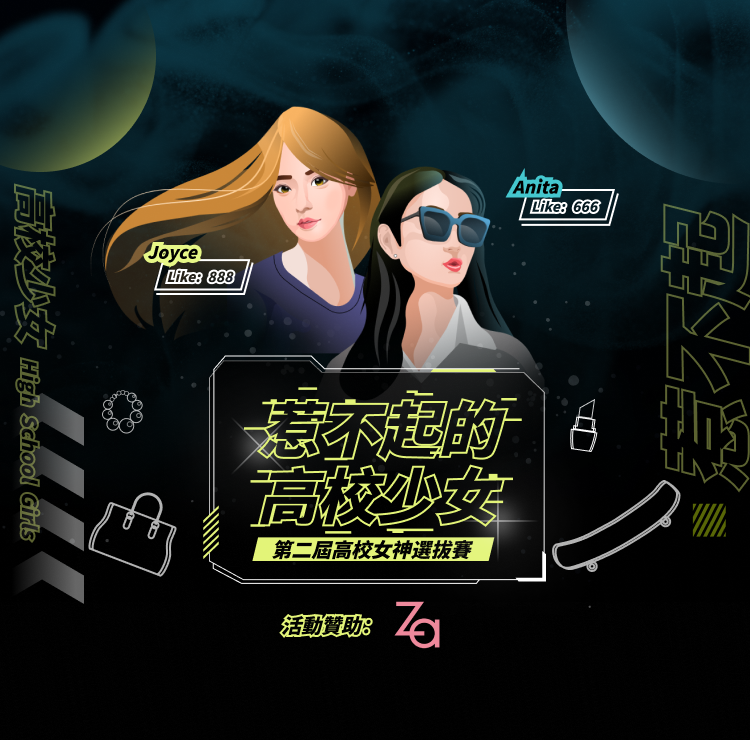 Anita
Like: 666
Joyce
Like: 888
高校少女 High School Girls
惹不起
惹不起的
高校少女
第二屆高校女神選拔賽
活動贊助:
Za